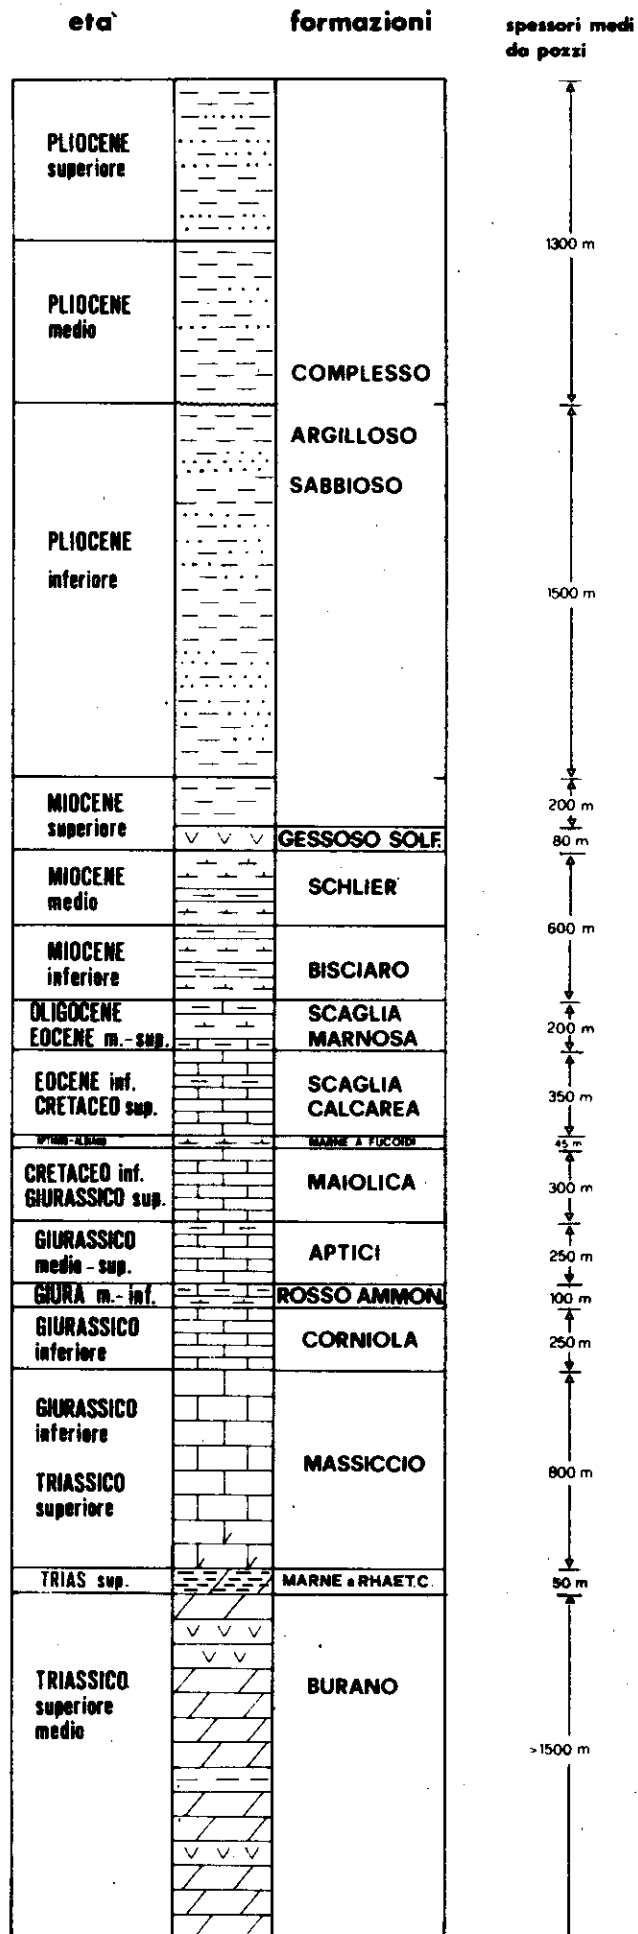 età
formazioni
spessori medi
da pozzi
PLIOCENE
superiore
1300 m
PLIOCENE
medio
COMPLESSO
ARGILLOSO
SABBIOSO
PLIOCENE
inferiore
1500 m
MIOCENE
superiore
200 m
GESSOSO SOLF.
80 m
MIOCENE
medio
SCHLIER
600 m
MIOCENE
inferiore
BISCIARO
OLIGOCENE
EOCENE m.-sup.
SCAGLIA
MARNOSA
200 m
EOCENE inf.
CRETACEO sup.
SCAGLIA
CALCAREA
350 m
APTIANO-ALBIANO
MARNE A FUCOIDI
45 m
CRETACEO inf.
GIURASSICO sup.
MAIOLICA
300 m
GIURASSICO
medio-sup.
APTICI
250 m
GIURA m.-inf.
ROSSO AMMON.
100 m
GIURASSICO
inferiore
CORNIOLA
250 m
GIURASSICO
inferiore
TRIASSICO
superiore
MASSICCIO
800 m
TRIAS sup.
MARNE a RHAET.C.
50 m
TRIASSICO
superiore
medio
BURANO
>1500 m